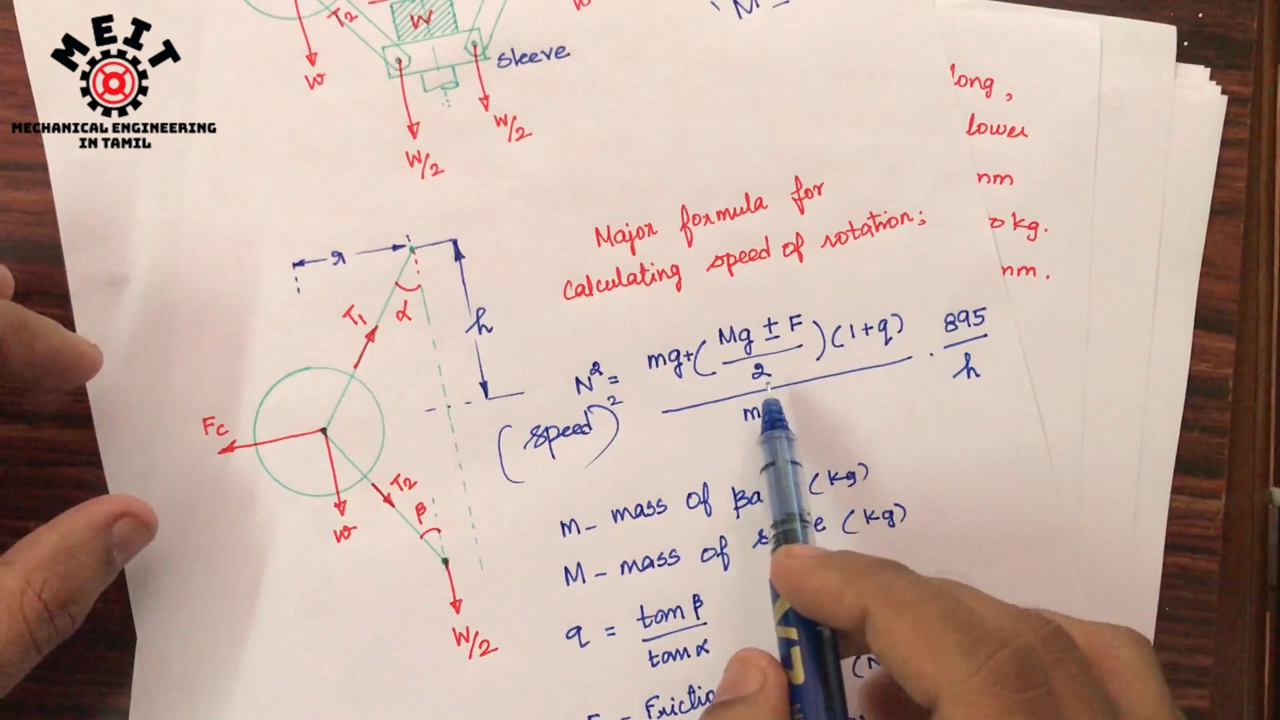 MEIT
MECHANICAL ENGINEERING
IN TAMIL
T2
W
w
sleeve
W/2
W/2
long,
lower
nm
kg.
nm.
Major formula for
calculating speed of rotation:
r
α
T1
h
Fc
T2
β
w
W/2
N² = mg+(Mg ± F/2)(1+q) / m . 895/h
(speed)²
m - mass of Ba (kg)
M - mass of s e (kg)
q = tan β / tan α
F - Frictio (N